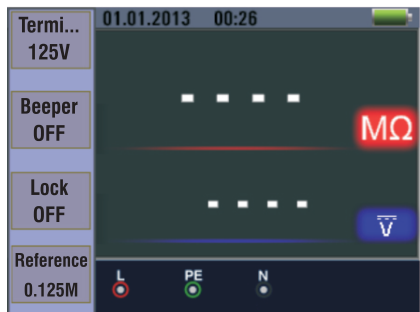 Termi...
125V
01.01.2013 00:26
Beeper
OFF
- - - -
MΩ
Lock
OFF
- - - -
V
Reference
0.125M
L PE N